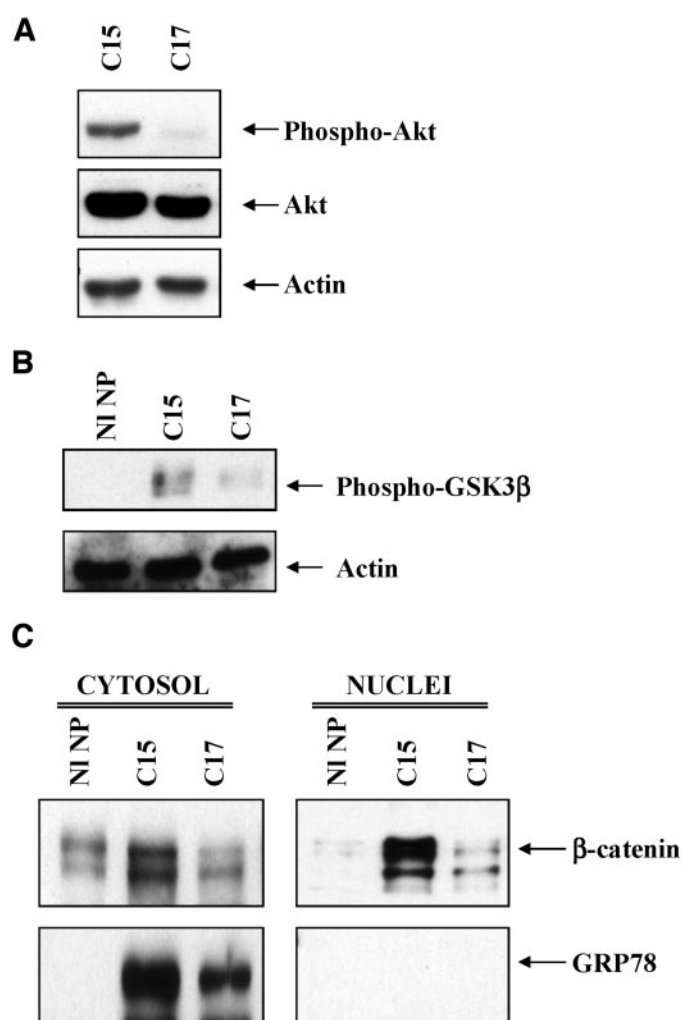 A
C15 C17
Phospho-Akt
Akt
Actin
B
Nl NP C15 C17
Phospho-GSK3β
Actin
C
CYTOSOL NUCLEI
Nl NP C15 C17 Nl NP C15 C17
β-catenin
GRP78